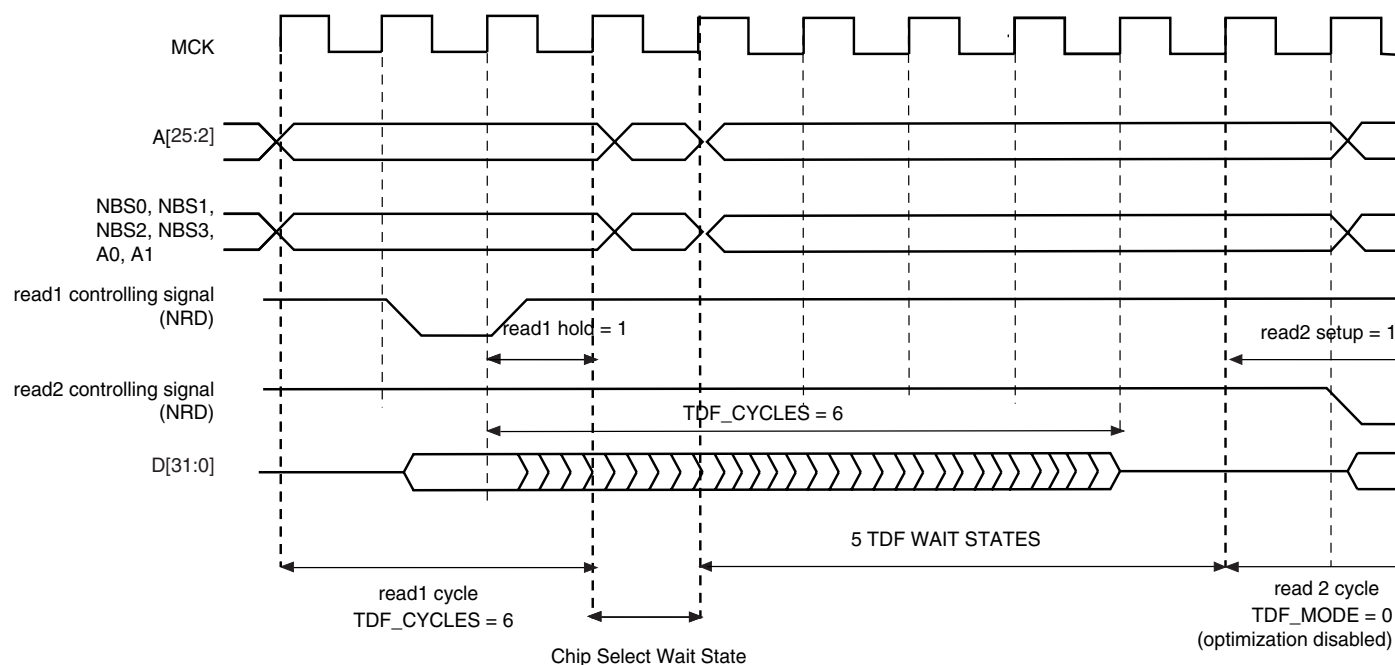 MCK
A[25:2]
NBS0, NBS1,
NBS2, NBS3,
A0, A1
read1 controlling signal
(NRD)
read1 hold = 1
read2 setup = 1
read2 controlling signal
(NRD)
TDF_CYCLES = 6
D[31:0]
5 TDF WAIT STATES
read1 cycle
TDF_CYCLES = 6
read 2 cycle
TDF_MODE = 0
(optimization disabled)
Chip Select Wait State